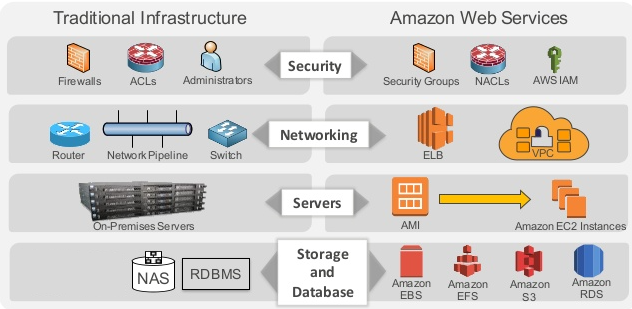 Traditional Infrastructure
Amazon Web Services
Firewalls
ACLs
Administrators
Security
Security Groups
NACLs
AWS IAM
Router
Network Pipeline
Switch
Networking
ELB
VPC
On-Premises Servers
Servers
AMI
Amazon EC2 Instances
NAS
RDBMS
Storage
and
Database
Amazon
EBS
Amazon
EFS
Amazon
S3
Amazon
RDS